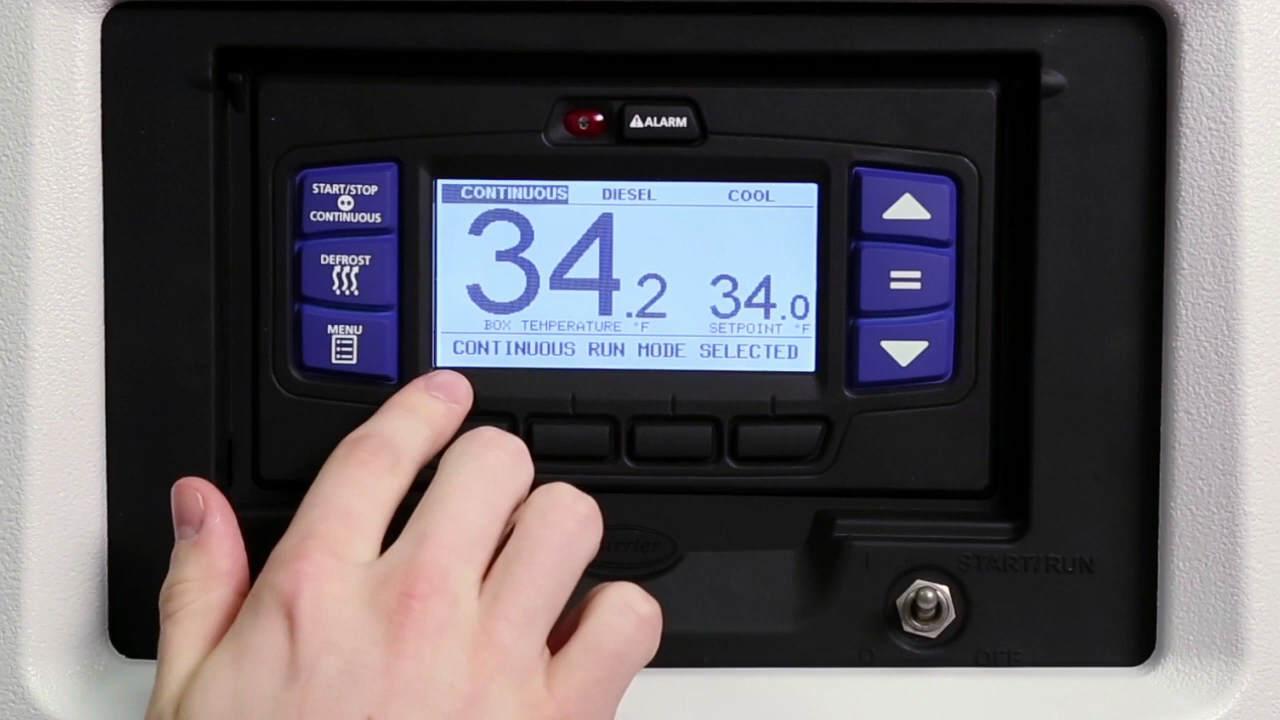 ALARM
START/STOP
CONTINUOUS
DEFROST
MENU
CONTINUOUS DIESEL COOL
34.2 34.0
BOX TEMPERATURE °F SETPOINT °F
CONTINUOUS RUN MODE SELECTED
=
I START/RUN
O OFF